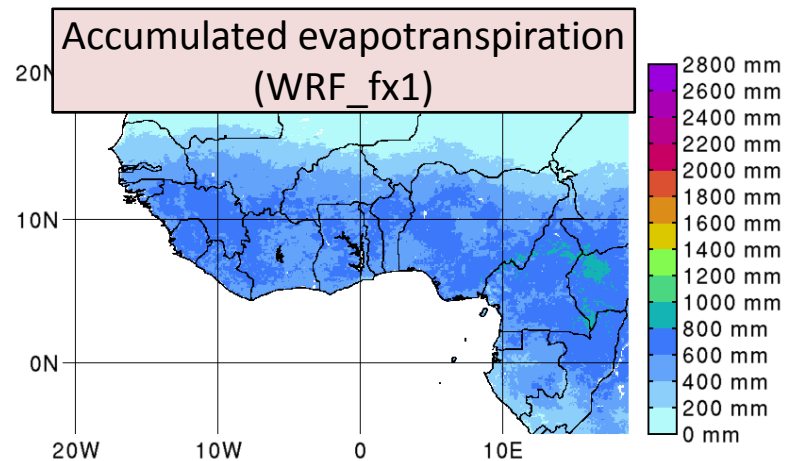 Accumulated evapotranspiration
(WRF_fx1)
20N
10N
0N
20W
10W
0
10E
2800 mm
2600 mm
2400 mm
2200 mm
2000 mm
1800 mm
1600 mm
1400 mm
1200 mm
1000 mm
800 mm
600 mm
400 mm
200 mm
0 mm